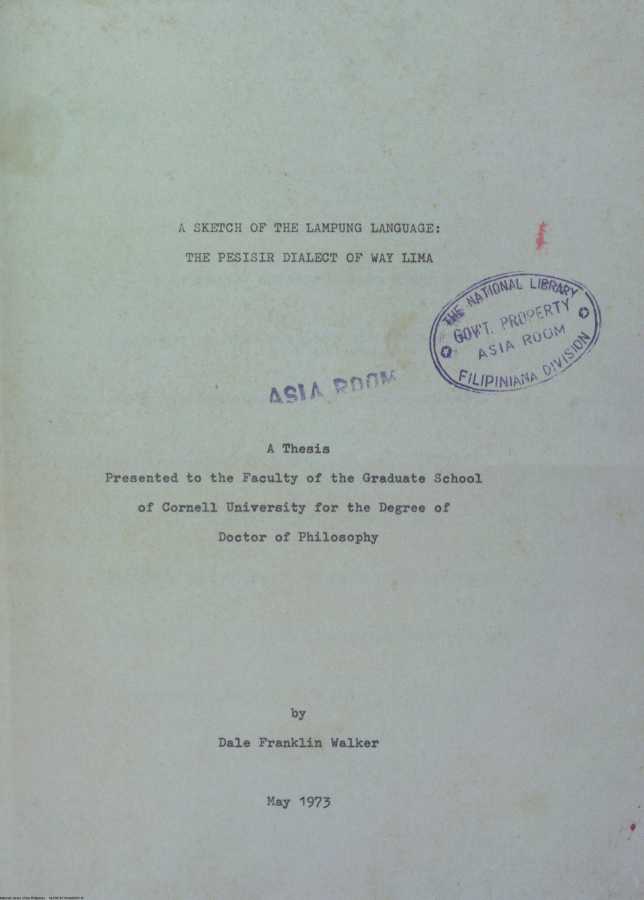 A SKETCH OF THE LAMPUNG LANGUAGE:
THE PESISIR DIALECT OF WAY LIMA
THE NATIONAL LIBRARY
GOV'T. PROPERTY
ASIA ROOM
FILIPINIANA DIVISION
ASIA ROOM
A Thesis
Presented to the Faculty of the Graduate School
of Cornell University for the Degree of
Doctor of Philosophy
by
Dale Franklin Walker
May 1973